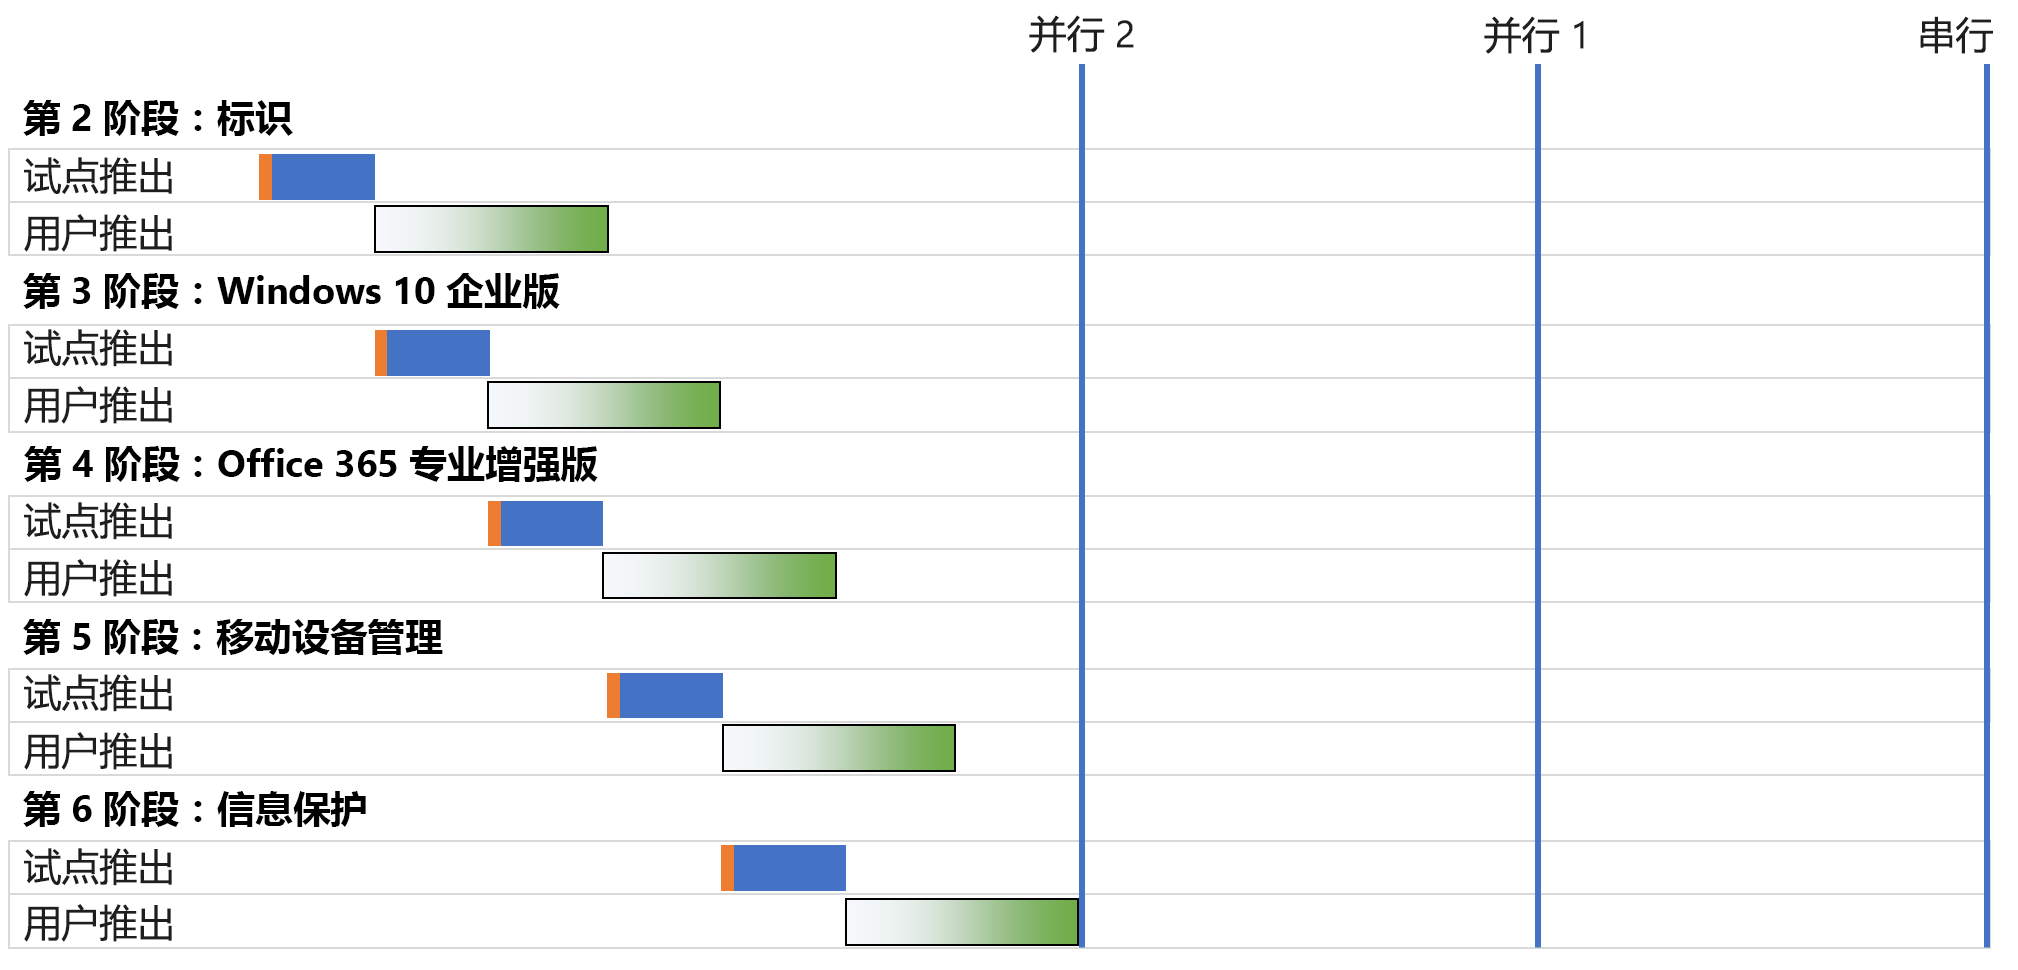 并行 2
并行 1
串行
第 2 阶段：标识
试点推出
用户推出
第 3 阶段：Windows 10 企业版
试点推出
用户推出
第 4 阶段：Office 365 专业增强版
试点推出
用户推出
第 5 阶段：移动设备管理
试点推出
用户推出
第 6 阶段：信息保护
试点推出
用户推出